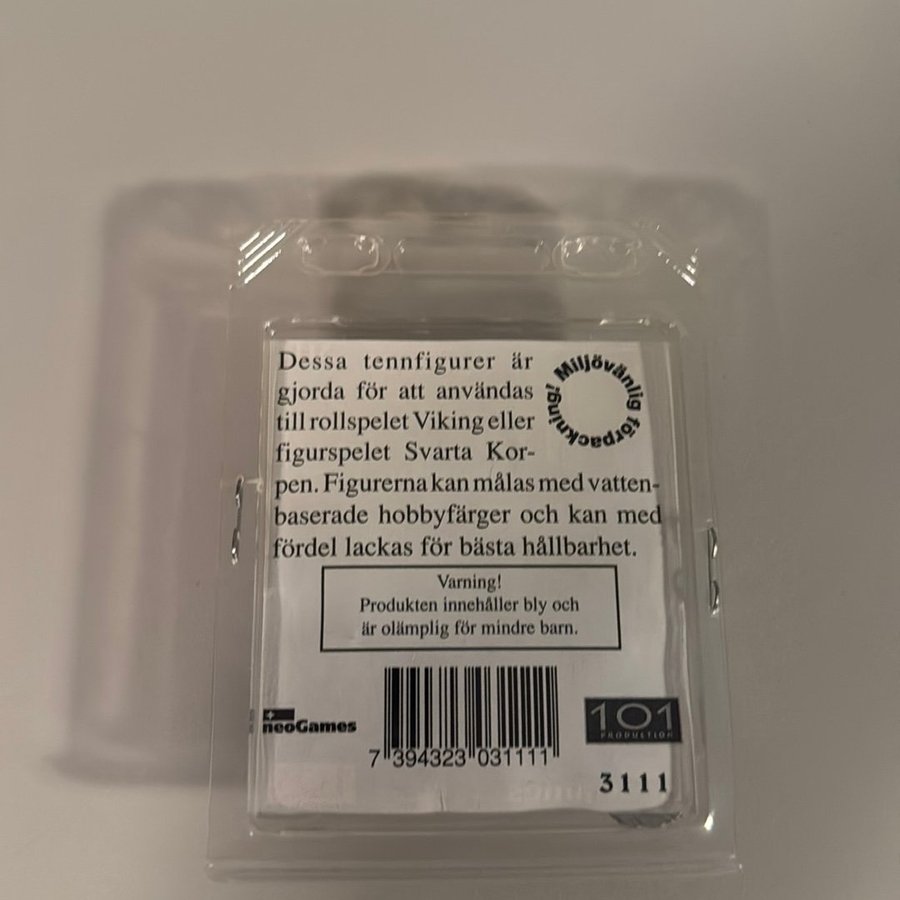 Dessa tennfigurer är
gjorda för att användas
till rollspelet Viking eller
figurspelet Svarta Kor-
pen. Figurerna kan målas med vatten-
baserade hobbyfärger och kan med
fördel lackas för bästa hållbarhet.
Miljövänlig förpackning!
Varning!
Produkten innehåller bly och
är olämplig för mindre barn.
neoGames
7 394323 031111
101
PRODUCTION
3111